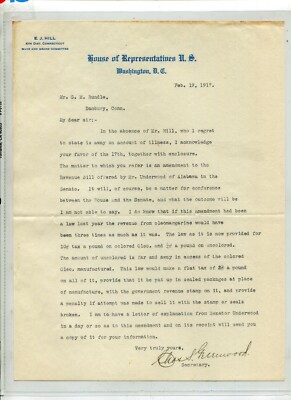 E. J. HILL
4TH DIST. CONNECTICUT
WAYS AND MEANS COMMITTEE
House of Representatives U. S.
Washington, D. C.
Feb. 19, 1917.
Mr. G. M. Rundle,
Danbury, Conn.
My dear sir:-
In the absence of Mr. Hill, who I regret
to state is away on account of illness, I acknowledge
your favor of the 17th, together with enclosure.
The matter you refer is an amendment to the
Revenue Bill offered by Mr. Underwood of Alabama in the
Senate. It will, of course, be a matter for conference
between the House and the Senate, and what the outcome will be
I am not able to say. I do know that if this amendment had been
a law last year the revenue from oleomargarine would have
been three times as much as it was. The law as it is now provided for
10¢ tax a pound on colored Oleo. and ¼ a pound on uncolored.
The amount of uncolored is far and away in excess of the colored
Oleo. manufactured. This law would make a flat tax of 2¢ a pound
on all of it, provide that it be put up in sealed packages at place
of manufacture, with the government revenue stamp on it, and provide
a penalty if attempt was made to sell it with the stamp or seals
broken. I am to have a letter of explanation from Senator Underwood
in a day or so as to this amendment and on its receipt will send you
a copy of it for your information.
Very truly yours,
Chas S. Greenwood
Secretary.